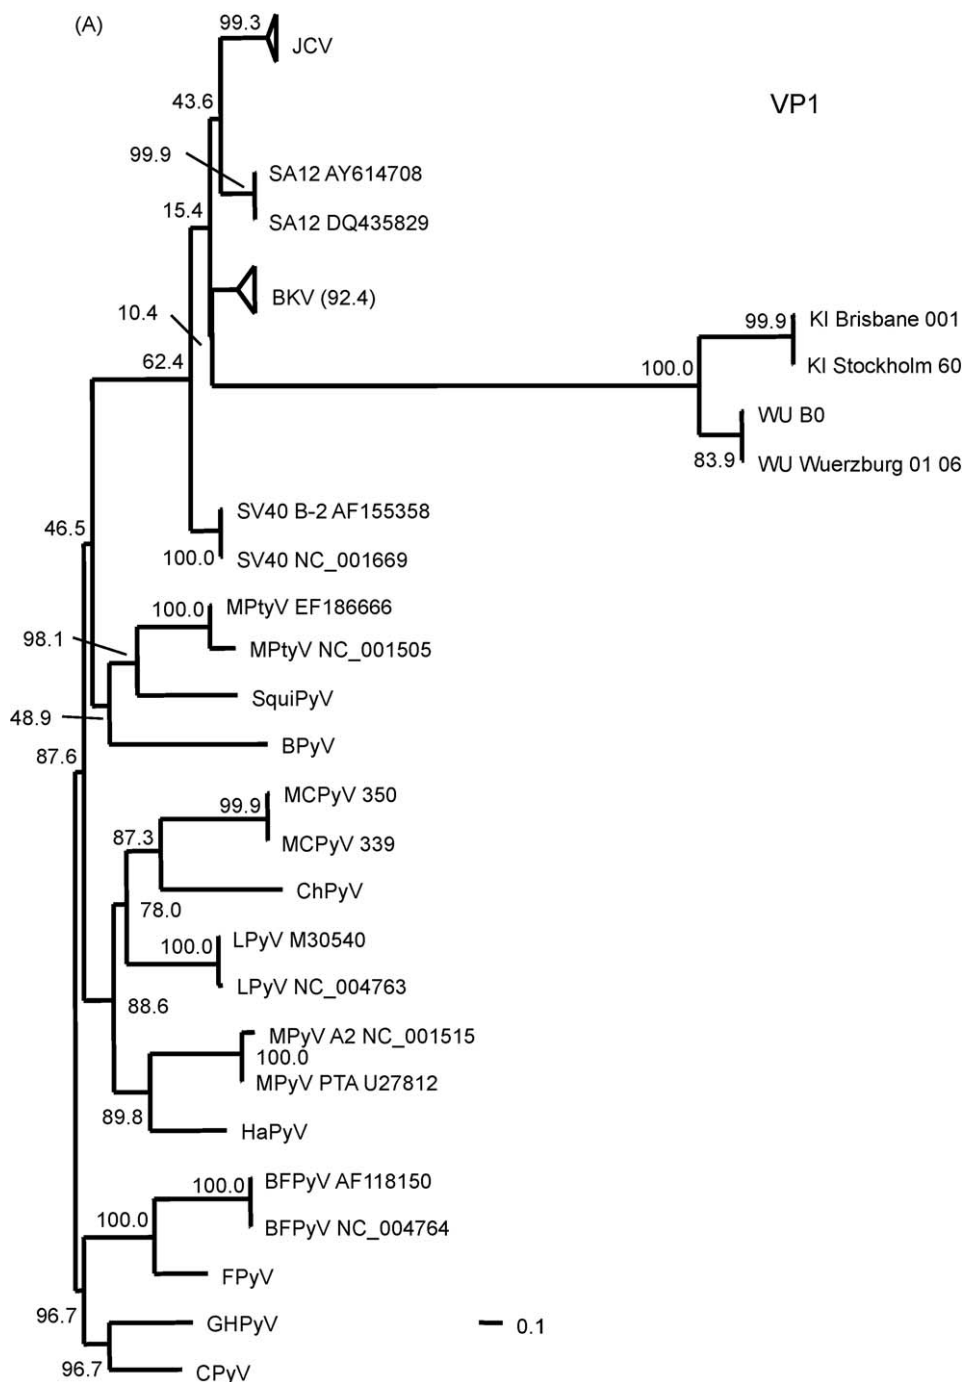 (A)
99.3
JCV
VP1
43.6
99.9
SA12 AY614708
15.4
SA12 DQ435829
BKV (92.4)
10.4
99.9
KI Brisbane 001
62.4
100.0
KI Stockholm 60
WU B0
83.9
WU Wuerzburg 01 06
SV40 B-2 AF155358
46.5
100.0
SV40 NC_001669
100.0
MPtyV EF186666
98.1
MPtyV NC_001505
SquiPyV
48.9
BPyV
87.6
MCPyV 350
99.9
87.3
MCPyV 339
ChPyV
78.0
LPyV M30540
100.0
LPyV NC_004763
88.6
MPyV A2 NC_001515
100.0
MPyV PTA U27812
89.8
HaPyV
BFPyV AF118150
100.0
100.0
BFPyV NC_004764
FPyV
96.7
GHPyV
0.1
96.7
CPyV